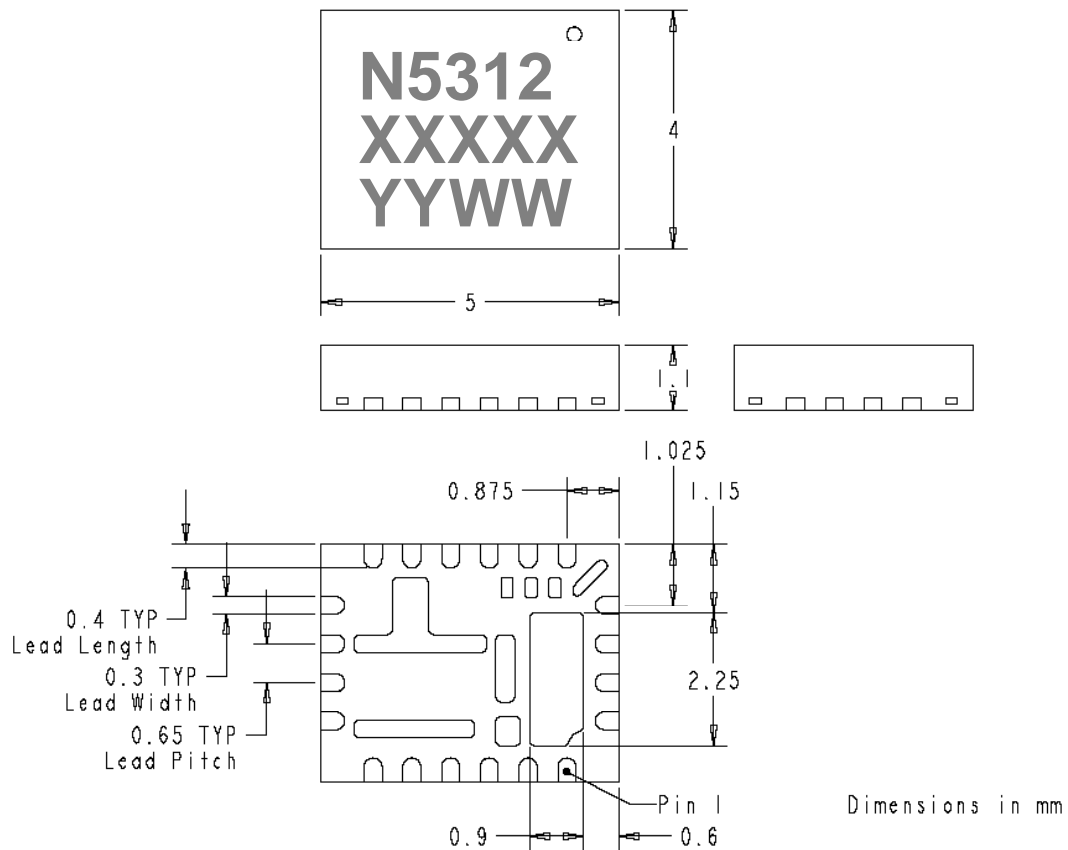 N5312
XXXXX
YYWW
4
5
1.1
1.025
0.875
1.15
0.4 TYP
Lead Length
0.3 TYP
Lead Width
0.65 TYP
Lead Pitch
2.25
Pin 1
Dimensions in mm
0.9
0.6